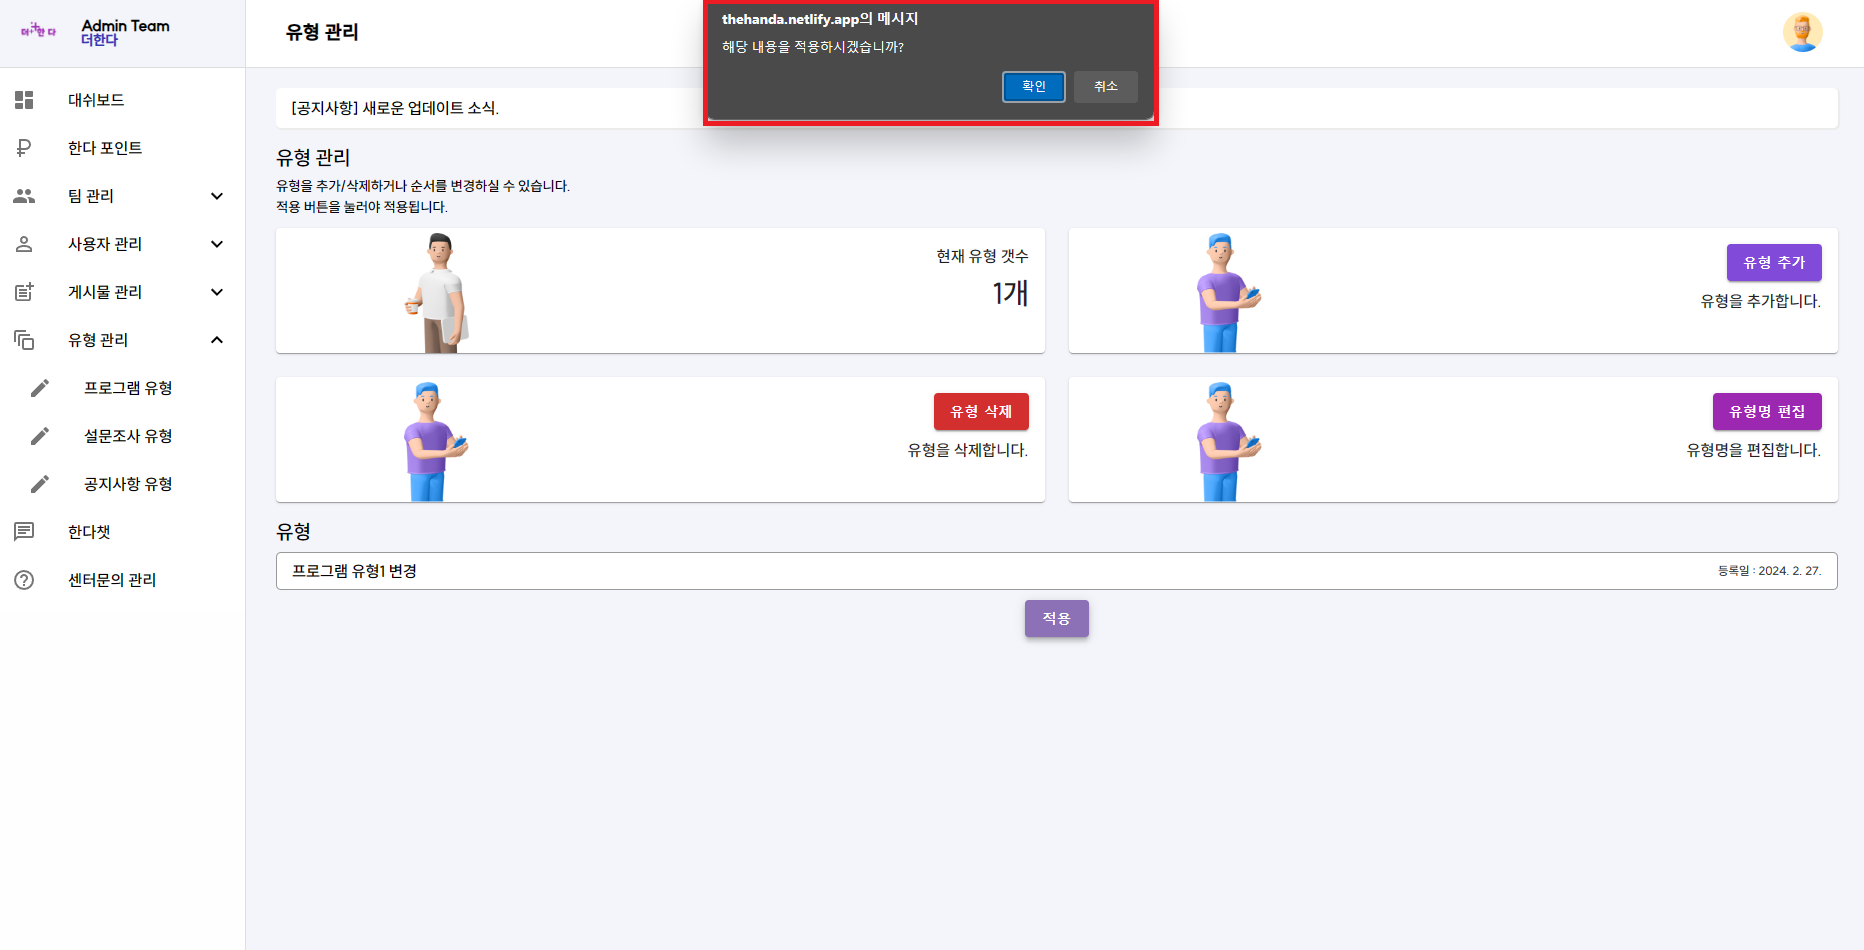 더한다
Admin Team
더한다
유형 관리
thehanda.netlify.app의 메시지
해당 내용을 적용하시겠습니까?
확인
취소
대쉬보드
한다 포인트
팀 관리
사용자 관리
게시물 관리
유형 관리
프로그램 유형
설문조사 유형
공지사항 유형
한다챗
센터문의 관리
[공지사항] 새로운 업데이트 소식.
유형 관리
유형을 추가/삭제하거나 순서를 변경하실 수 있습니다.
적용 버튼을 눌러야 적용됩니다.
현재 유형 갯수
1개
유형 추가
유형을 추가합니다.
유형 삭제
유형을 삭제합니다.
유형명 편집
유형명을 편집합니다.
유형
프로그램 유형1 변경
등록일 : 2024. 2. 27.
적용